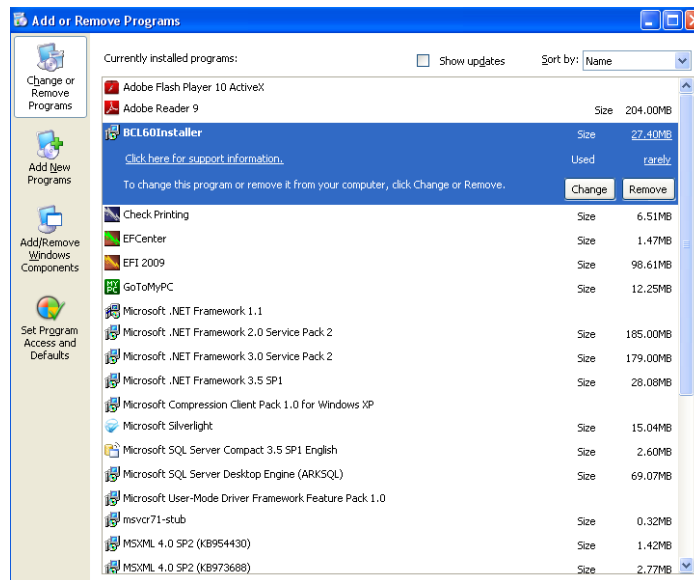 Add or Remove Programs
Change or
Remove
Programs
Add New
Programs
Add/Remove
Windows
Components
Set Program
Access and
Defaults
Currently installed programs:
Show updates
Sort by: Name
Adobe Flash Player 10 ActiveX
Adobe Reader 9 Size 204.00MB
BCL60Installer Size 27.40MB
Click here for support information. Used rarely
To change this program or remove it from your computer, click Change or Remove. Change Remove
Check Printing Size 6.51MB
EFCenter Size 1.47MB
EFI 2009 Size 98.61MB
MY PC GoToMyPC Size 12.25MB
Microsoft .NET Framework 1.1
Microsoft .NET Framework 2.0 Service Pack 2 Size 185.00MB
Microsoft .NET Framework 3.0 Service Pack 2 Size 179.00MB
Microsoft .NET Framework 3.5 SP1 Size 28.08MB
Microsoft Compression Client Pack 1.0 for Windows XP
Microsoft Silverlight Size 15.04MB
Microsoft SQL Server Compact 3.5 SP1 English Size 2.60MB
Microsoft SQL Server Desktop Engine (ARKSQL) Size 69.07MB
Microsoft User-Mode Driver Framework Feature Pack 1.0
msvcr71-stub Size 0.32MB
MSXML 4.0 SP2 (KB954430) Size 1.42MB
MSXML 4.0 SP2 (KB973688) Size 2.77MB